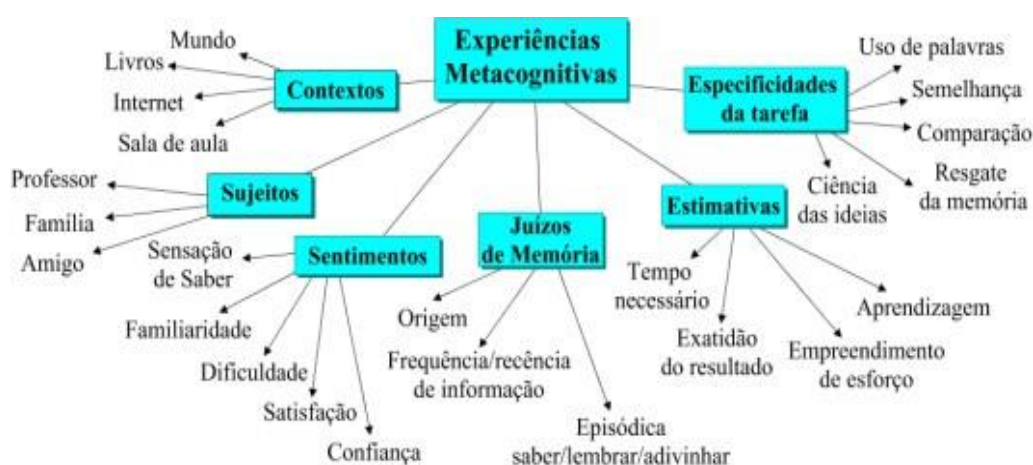 Experiências
Metacognitivas
Contextos
Mundo
Livros
Internet
Sala de aula
Sujeitos
Professor
Família
Amigo
Sentimentos
Sensação
de Saber
Familiaridade
Dificuldade
Satisfação
Confiança
Juízos
de Memória
Origem
Frequência/recência
de informação
Episódica
saber/lembrar/adivinhar
Estimativas
Tempo
necessário
Exatidão
do resultado
Empreendimento
de esforço
Aprendizagem
Especificidades
da tarefa
Uso de palavras
Semelhança
Comparação
Resgate
da memória
Ciência
das ideias